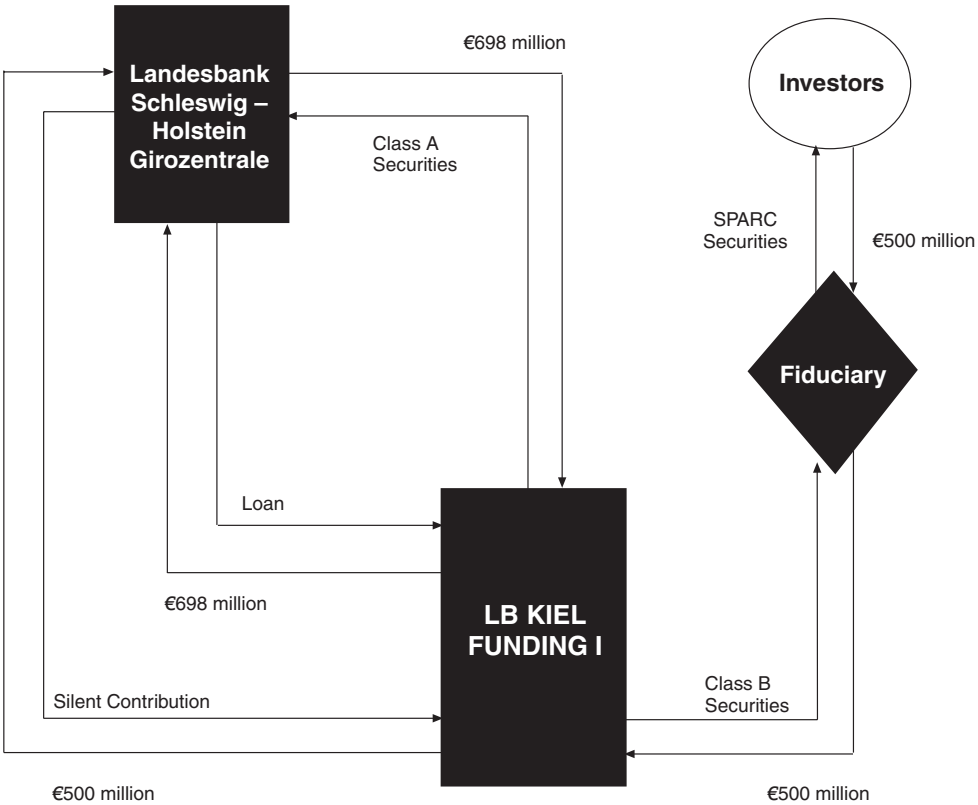 €698 million
Landesbank
Schleswig –
Holstein
Girozentrale
Investors
Class A
Securities
SPARC
Securities
€500 million
Fiduciary
Loan
€698 million
LB KIEL
FUNDING I
Silent Contribution
Class B
Securities
€500 million
€500 million